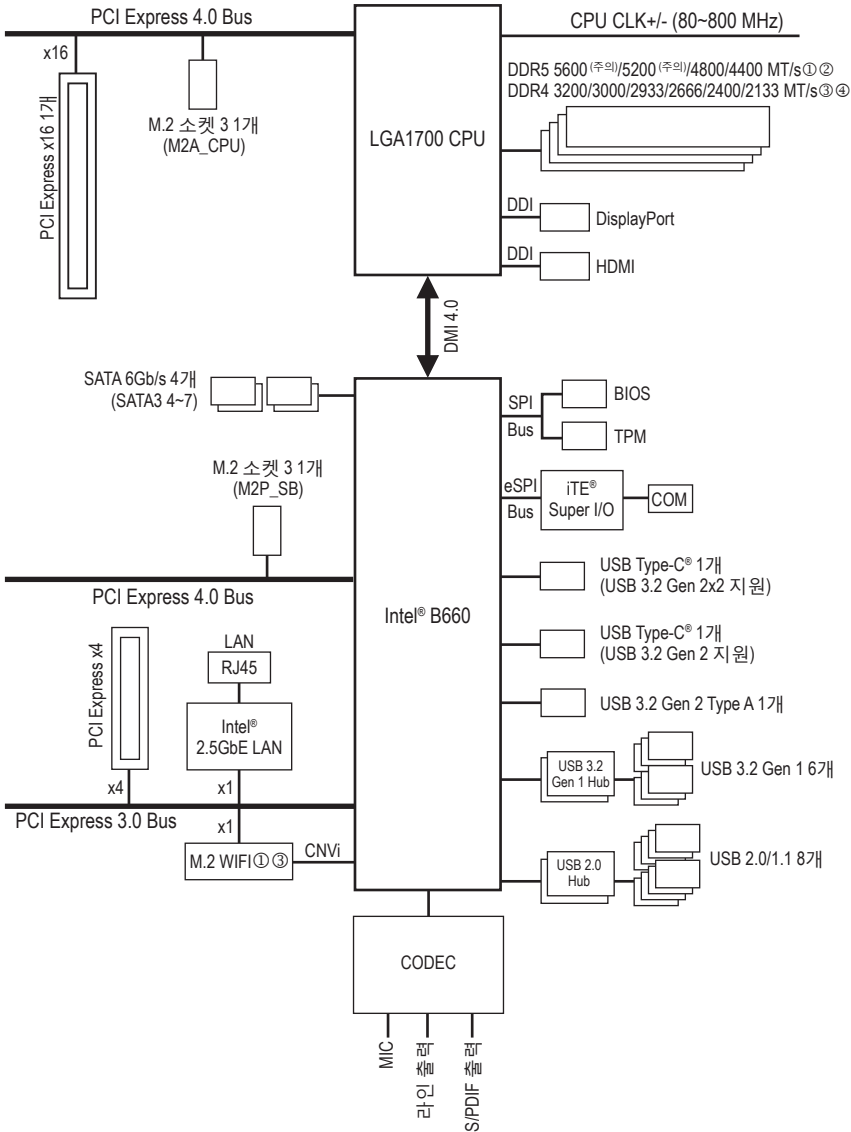 PCI Express 4.0 Bus
CPU CLK+/- (80~800 MHz)
x16
PCI Express x16 1개
M.2 소켓 3 1개
(M2A_CPU)
LGA1700 CPU
DDR5 5600 (주의)/5200 (주의)/4800/4400 MT/s①②
DDR4 3200/3000/2933/2666/2400/2133 MT/s③④
DDI
DisplayPort
DDI
HDMI
DMI 4.0
SATA 6Gb/s 4개
(SATA3 4~7)
SPI
Bus
BIOS
TPM
M.2 소켓 3 1개
(M2P_SB)
eSPI
Bus
iTE®
Super I/O
COM
PCI Express 4.0 Bus
Intel® B660
USB Type-C® 1개
(USB 3.2 Gen 2x2 지원)
USB Type-C® 1개
(USB 3.2 Gen 2 지원)
USB 3.2 Gen 2 Type A 1개
PCI Express x4
LAN
RJ45
Intel®
2.5GbE LAN
x4
x1
USB 3.2
Gen 1 Hub
USB 3.2 Gen 1 6개
PCI Express 3.0 Bus
x1
M.2 WIFI①③
CNVi
USB 2.0
Hub
USB 2.0/1.1 8개
CODEC
MIC
라인 출력
S/PDIF 출력